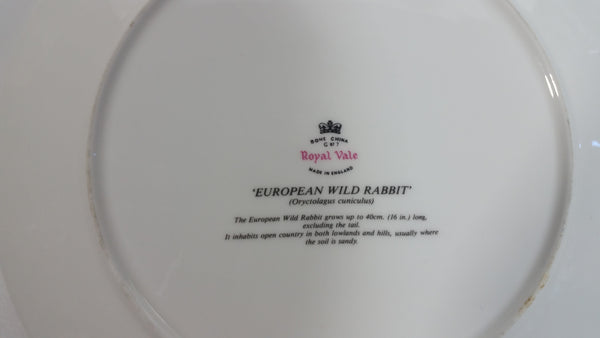 BONE CHINA
Royal Vale
MADE IN ENGLAND
'EUROPEAN WILD RABBIT'
(Oryctolagus cuniculus)
The European Wild Rabbit grows up to 40cm. (16 in.) long,
excluding the tail.
It inhabits open country in both lowlands and hills, usually where
the soil is sandy.